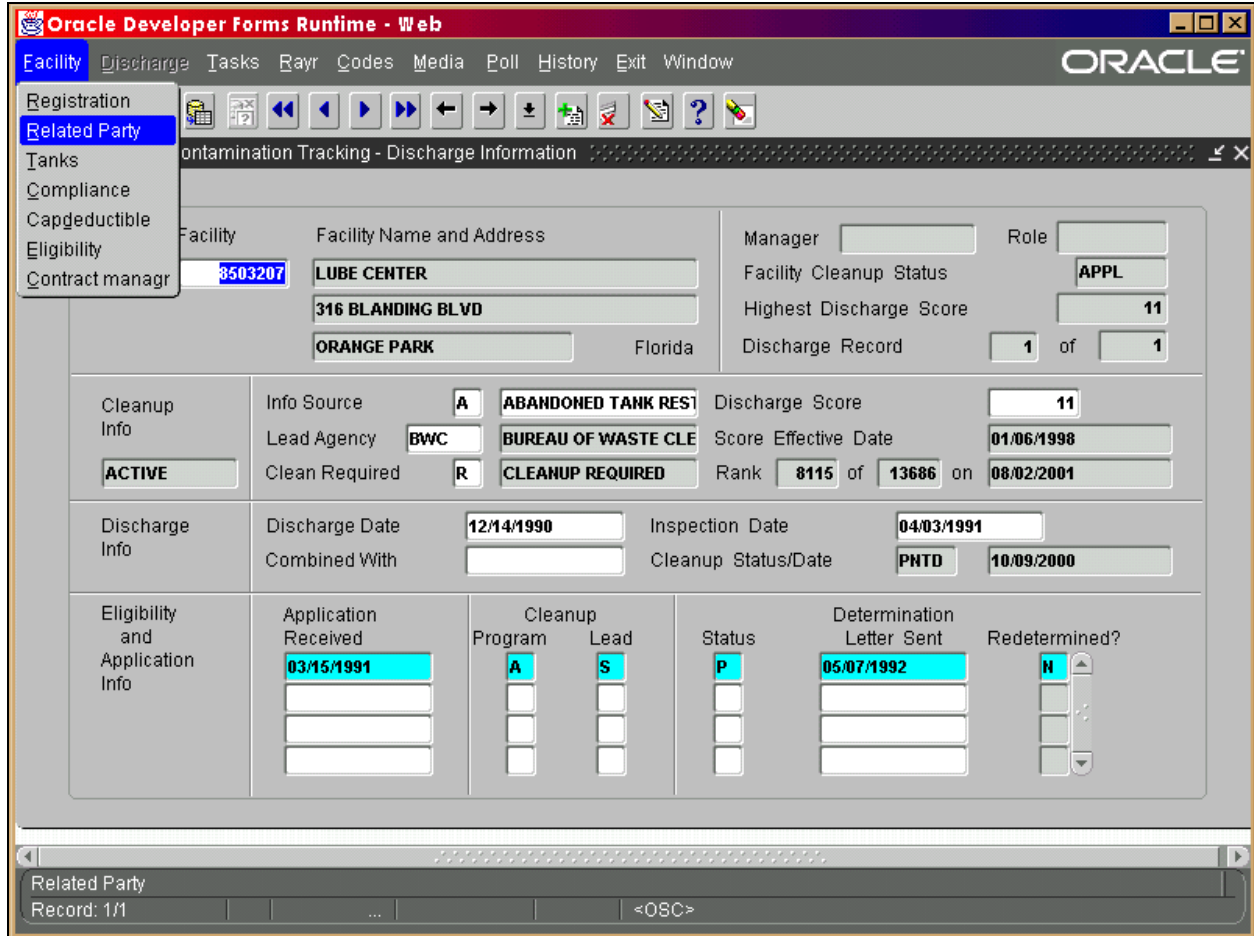 Oracle Developer Forms Runtime - Web
Facility Discharge Tasks Rayr Codes Media Poll History Exit Window ORACLE
Registration
Related Party
Tanks
Compliance
Capdeductible
Eligibility
Contract managr
ontamination Tracking - Discharge Information
Facility Facility Name and Address Manager Role
8503207 LUBE CENTER Facility Cleanup Status APPL
316 BLANDING BLVD Highest Discharge Score 11
ORANGE PARK Florida Discharge Record 1 of 1
Cleanup Info Source A ABANDONED TANK REST Discharge Score 11
Info Lead Agency BWC BUREAU OF WASTE CLE Score Effective Date 01/06/1998
ACTIVE Clean Required R CLEANUP REQUIRED Rank 8115 of 13686 on 08/02/2001
Discharge Discharge Date 12/14/1990 Inspection Date 04/03/1991
Info Combined With Cleanup Status/Date PNTD 10/09/2000
Eligibility Application Cleanup Determination
and Received Program Lead Status Letter Sent Redetermined?
Application 03/15/1991 A S P 05/07/1992 N
Info
Related Party
Record: 1/1 ... <OSC>